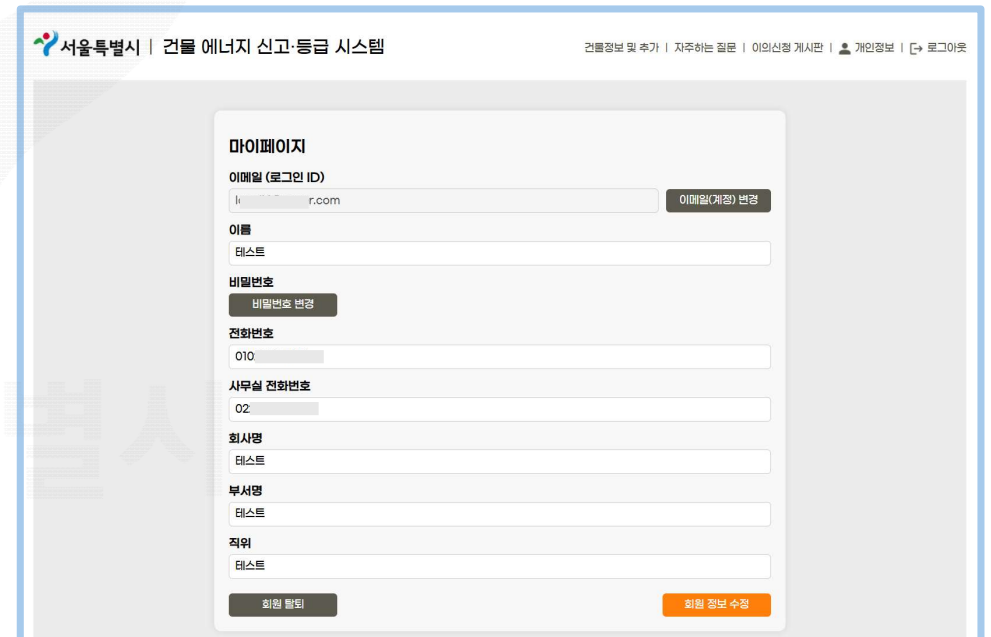 서울특별시 | 건물 에너지 신고·등급 시스템
건물정보 및 추가 | 자주하는 질문 | 이의신청 게시판 | 개인정보 | 로그아웃
마이페이지
이메일 (로그인 ID)
r.com
이메일(계정) 변경
이름
테스트
비밀번호
비밀번호 변경
전화번호
010
사무실 전화번호
02
회사명
테스트
부서명
테스트
직위
테스트
회원 탈퇴
회원 정보 수정
별시